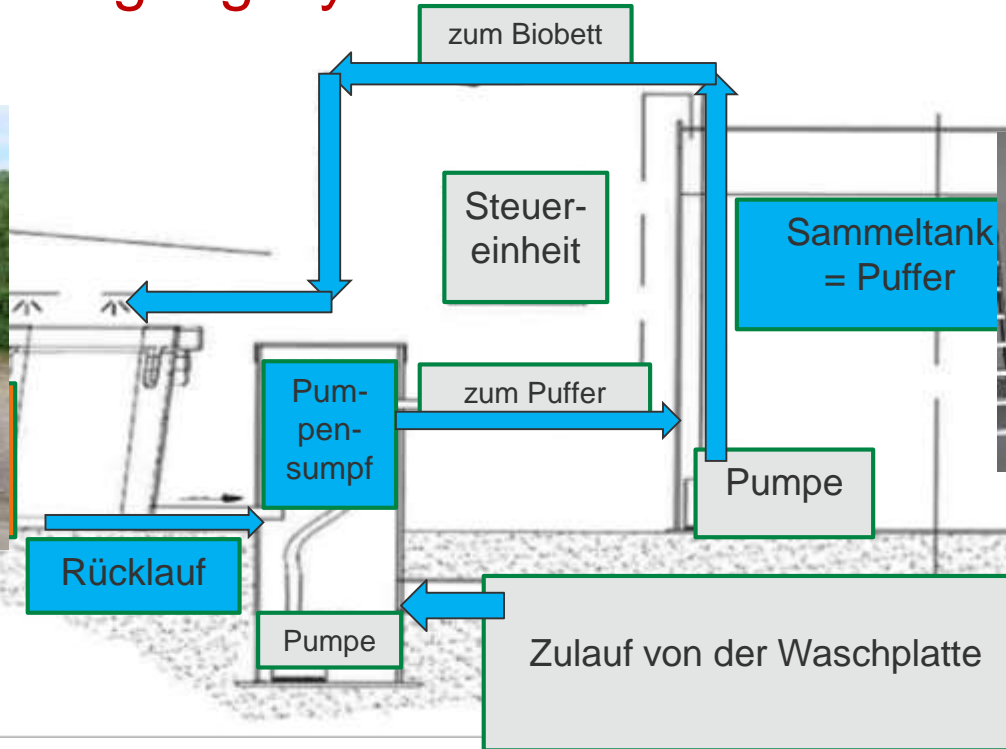 zum Biobett
Steuer-
einheit
Sammeltank
= Puffer
Pum-
pen-
sumpf
zum Puffer
Pumpe
Rücklauf
Pumpe
Zulauf von der Waschplatte